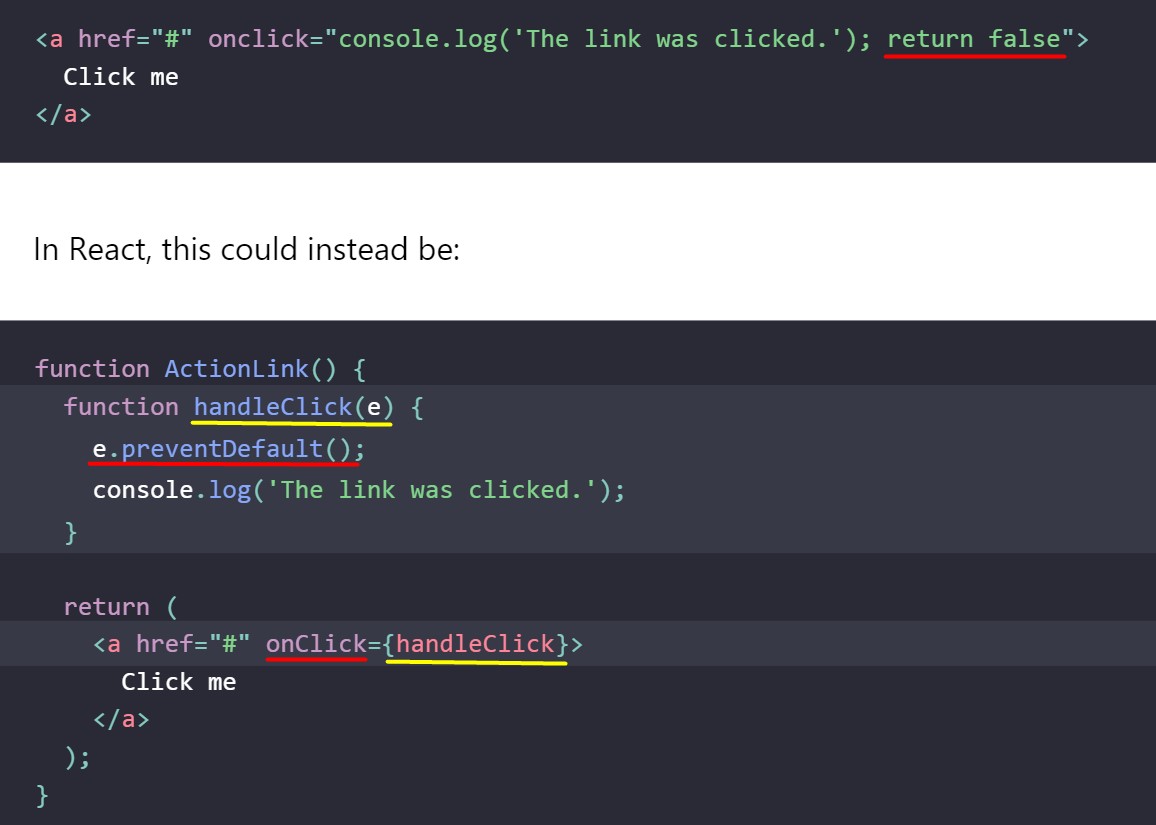 <a href="#" onclick="console.log('The link was clicked.'); return false">
  Click me
</a>
In React, this could instead be:
function ActionLink() {
  function handleClick(e) {
    e.preventDefault();
    console.log('The link was clicked.');
  }
  return (
    <a href="#" onClick={handleClick}>
      Click me
    </a>
  );
}